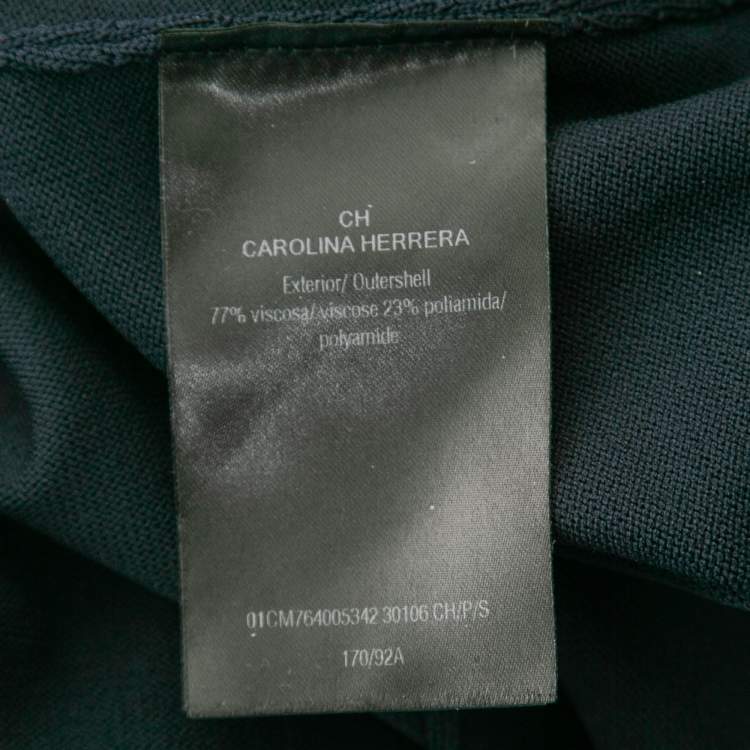 CH
CAROLINA HERRERA
Exterior/ Outershell
77% viscosa/ viscose 23% poliamida/
polyamide
01CM764005342 30106 CH/P/S
170/92A